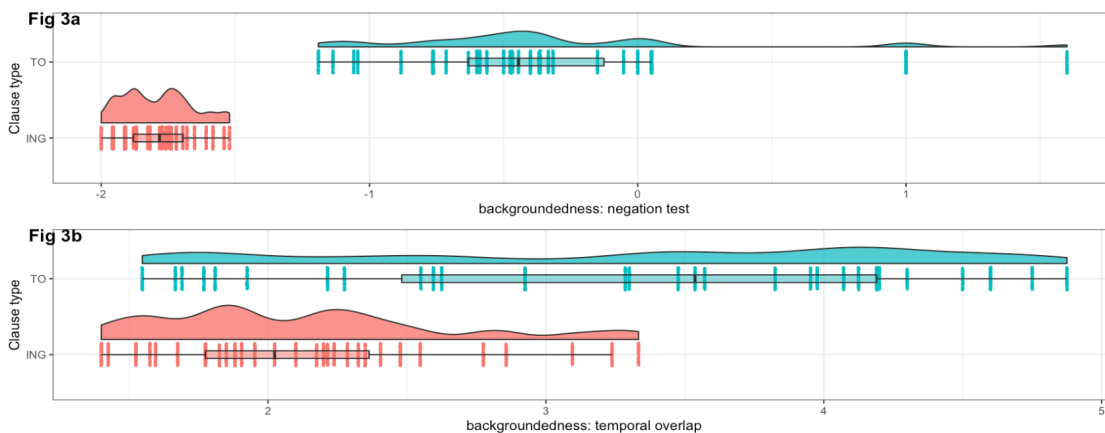 Fig 3a
Clause type
TO
ING
-2
-1
0
1
backgroundedness: negation test
Fig 3b
Clause type
TO
ING
2
3
4
5
backgroundedness: temporal overlap